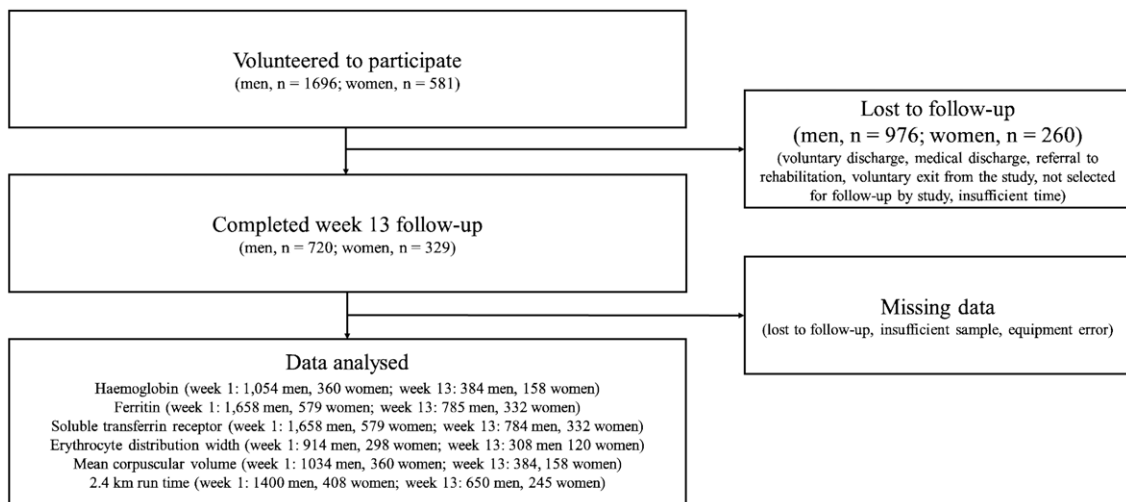 Volunteered to participate
(men, n = 1696; women, n = 581)
Lost to follow-up
(men, n = 976; women, n = 260)
(voluntary discharge, medical discharge, referral to
rehabilitation, voluntary exit from the study, not selected
for follow-up by study, insufficient time)
Completed week 13 follow-up
(men, n = 720; women, n = 329)
Missing data
(lost to follow-up, insufficient sample, equipment error)
Data analysed
Haemoglobin (week 1: 1,054 men, 360 women; week 13: 384 men, 158 women)
Ferritin (week 1: 1,658 men, 579 women; week 13: 785 men, 332 women)
Soluble transferrin receptor (week 1: 1,658 men, 579 women; week 13: 784 men, 332 women)
Erythrocyte distribution width (week 1: 914 men, 298 women; week 13: 308 men 120 women)
Mean corpuscular volume (week 1: 1034 men, 360 women; week 13: 384, 158 women)
2.4 km run time (week 1: 1400 men, 408 women; week 13: 650 men, 245 women)